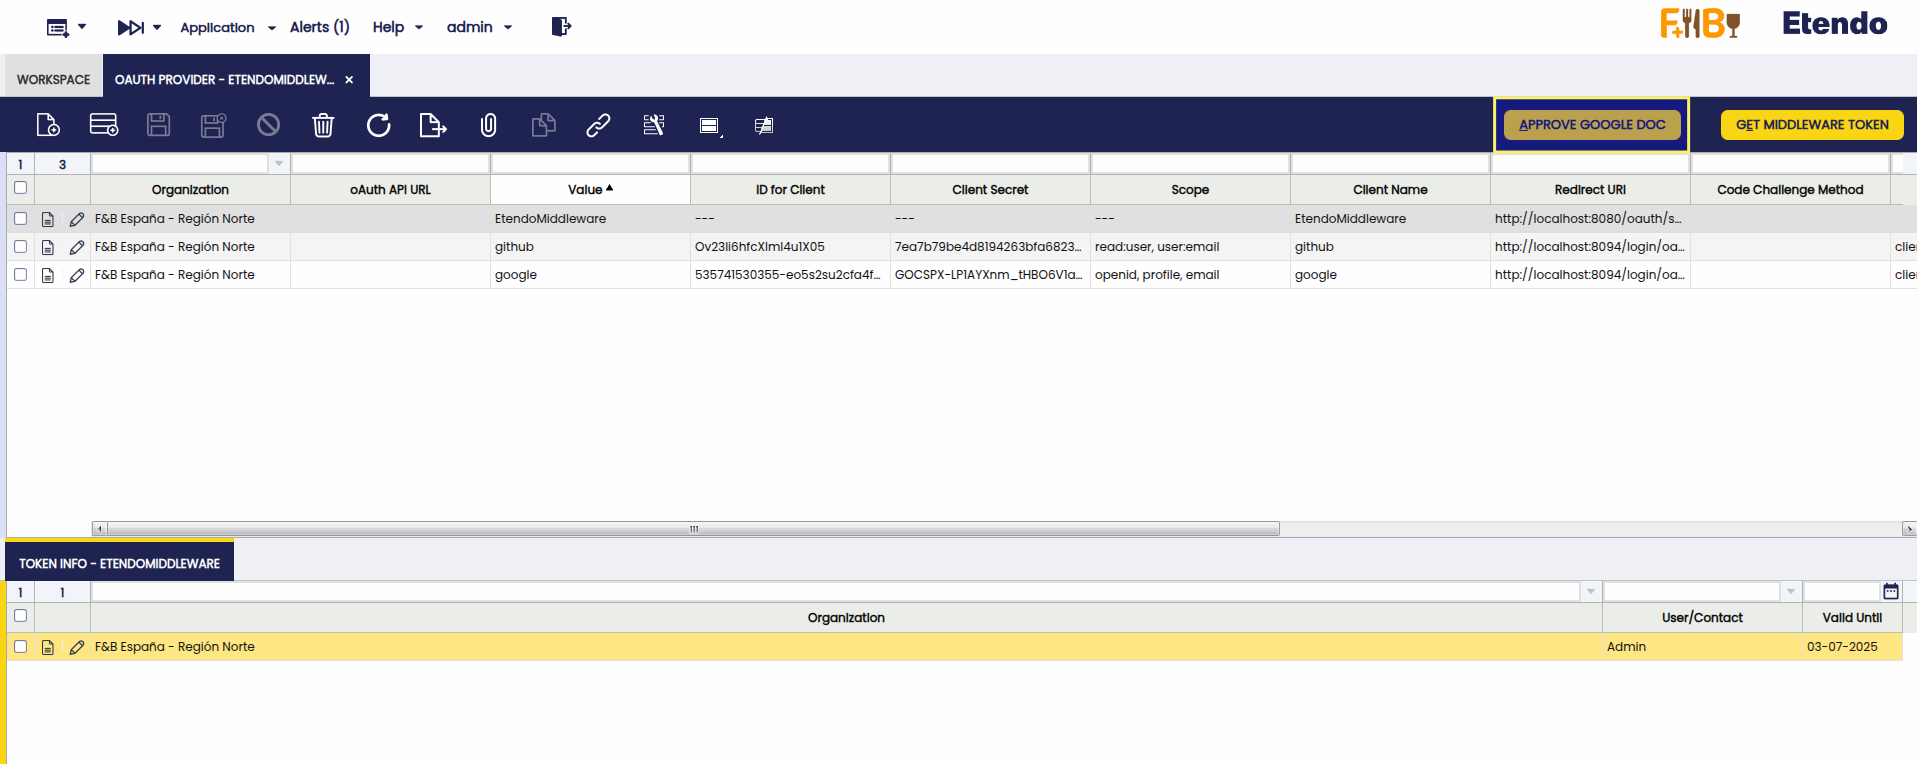 Application
Alerts (1)
Help
admin
F&B
Etendo
WORKSPACE
OAUTH PROVIDER - ETENDOMIDDLEW...
APPROVE GOOGLE DOC
GET MIDDLEWARE TOKEN
1 3
Organization oAuth API URL Value ID for Client Client Secret Scope Client Name Redirect URI Code Challenge Method
F&B España - Región Norte EtendoMiddleware --- --- --- EtendoMiddleware http://localhost:8080/oauth/s...
F&B España - Región Norte github Ov23li6hfcXlml4u1X05 7ea7b79be4d8194263bfa6823... read:user, user:email github http://localhost:8094/login/oa... clie
F&B España - Región Norte google 535741530355-eo5s2su2cfa4f... GOCSPX-LP1AYXnm_tHBO6V1a... openid, profile, email google http://localhost:8094/login/oa... clie
TOKEN INFO - ETENDOMIDDLEWARE
1 1
Organization User/Contact Valid Until
F&B España - Región Norte Admin 03-07-2025